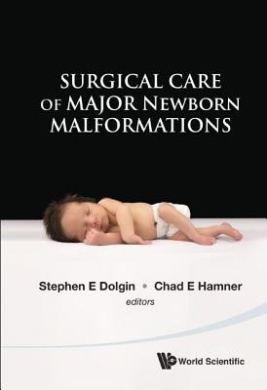 SURGICAL CARE
OF MAJOR NEWBORN
MALFORMATIONS
Stephen E Dolgin • Chad E Hamner
editors
World Scientific